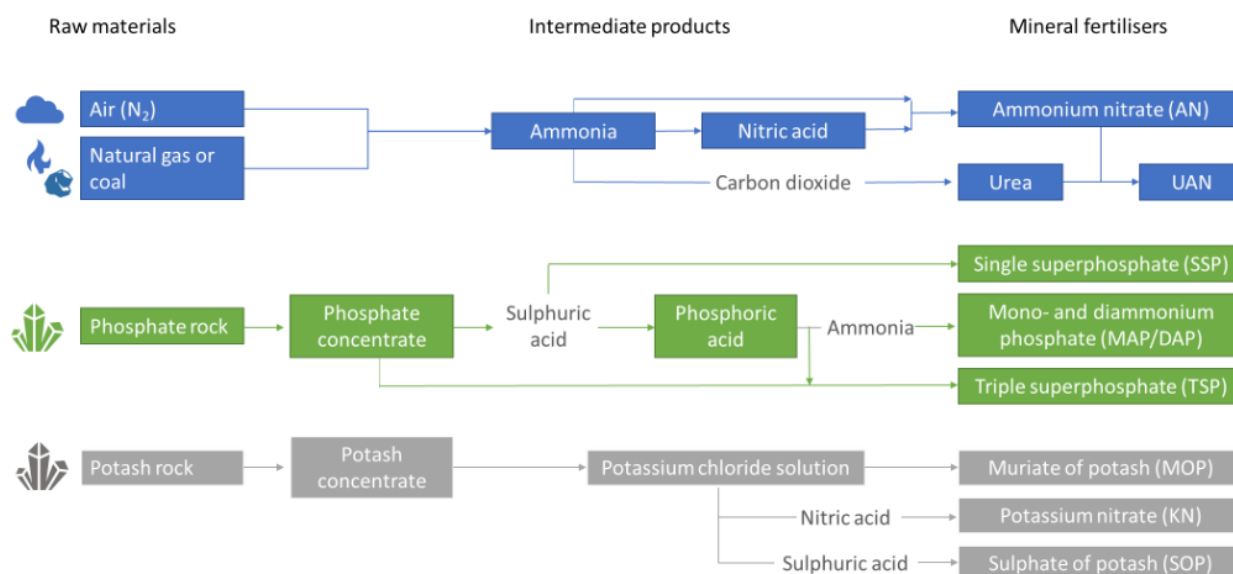 Raw materials
Intermediate products
Mineral fertilisers
Air (N₂)
Natural gas or
coal
Ammonia
Nitric acid
Carbon dioxide
Ammonium nitrate (AN)
Urea
UAN
Phosphate rock
Phosphate
concentrate
Sulphuric
acid
Phosphoric
acid
Ammonia
Single superphosphate (SSP)
Mono- and diammonium
phosphate (MAP/DAP)
Triple superphosphate (TSP)
Potash rock
Potash
concentrate
Potassium chloride solution
Muriate of potash (MOP)
Nitric acid
Potassium nitrate (KN)
Sulphuric acid
Sulphate of potash (SOP)